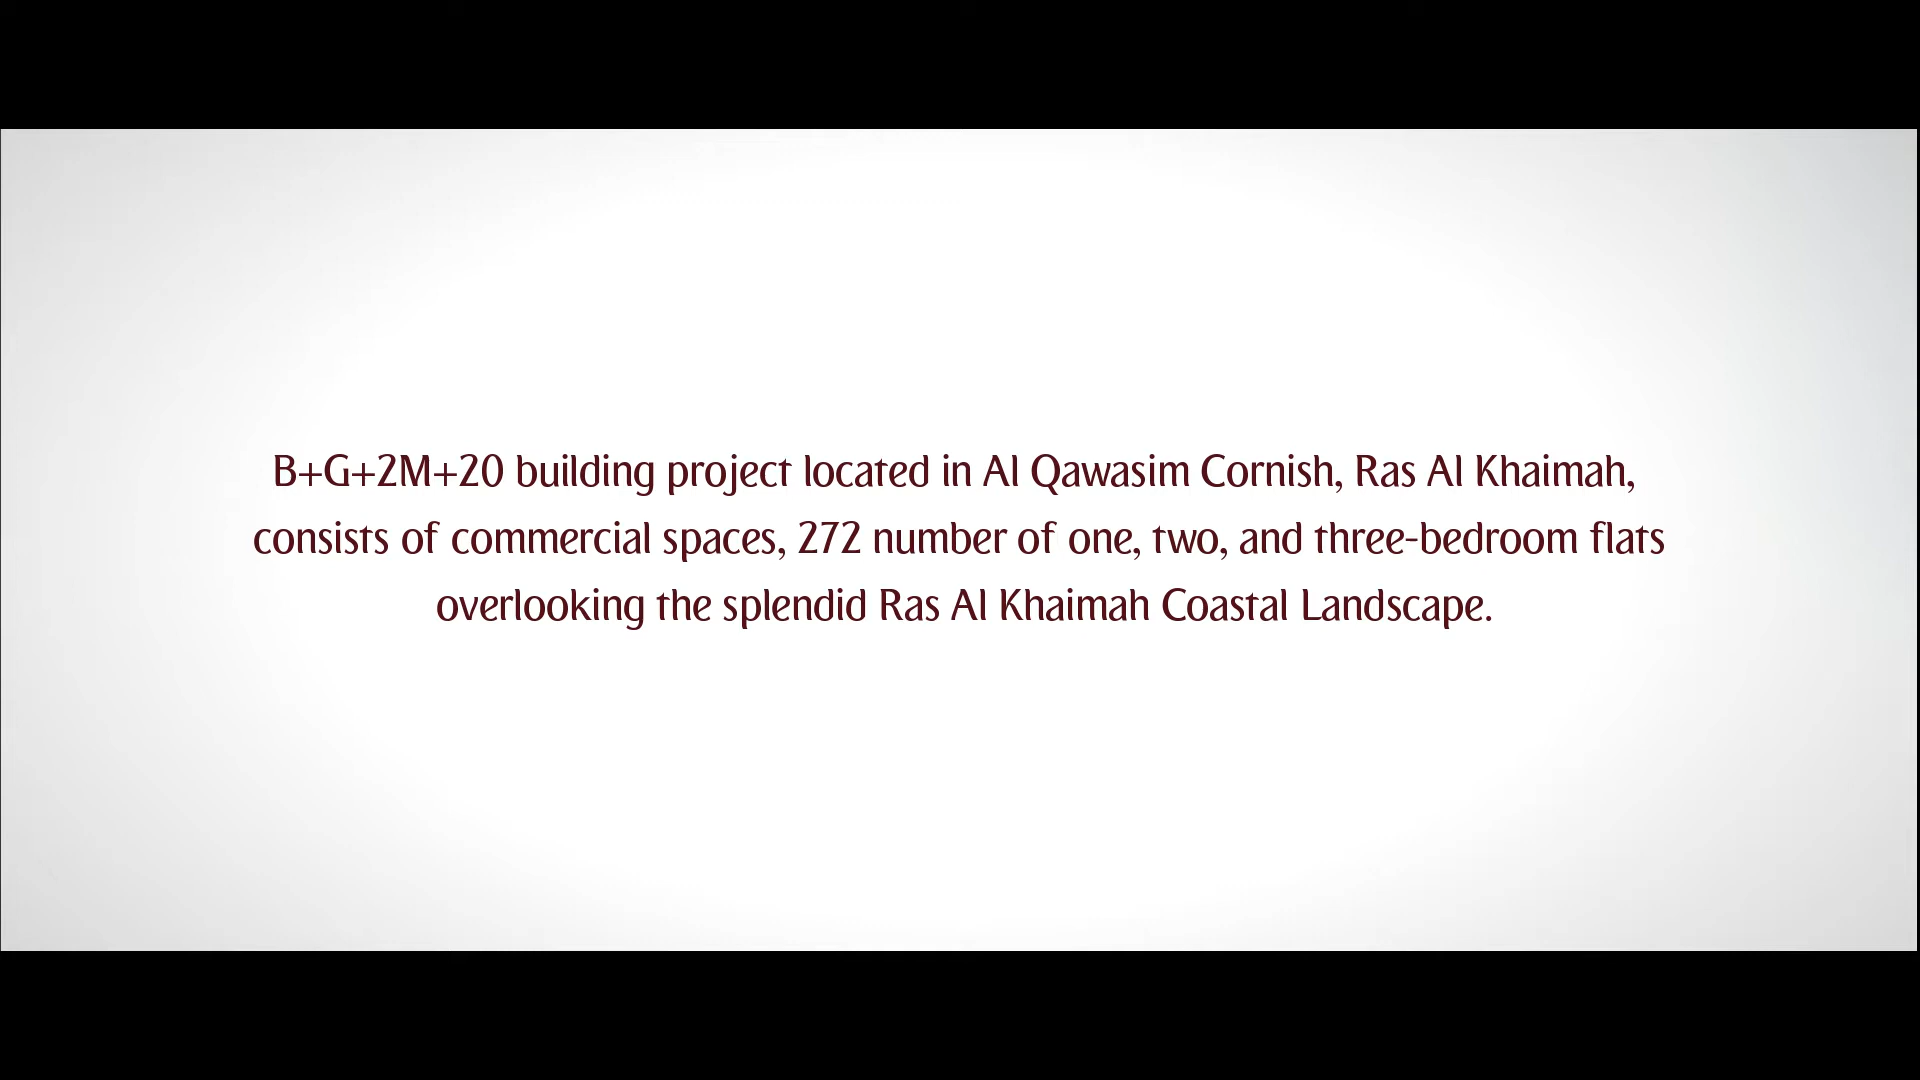 B+G+2M+20 building project located in Al Qawasim Cornish, Ras Al Khaimah,
consists of commercial spaces, 272 number of one, two, and three-bedroom flats
overlooking the splendid Ras Al Khaimah Coastal Landscape.